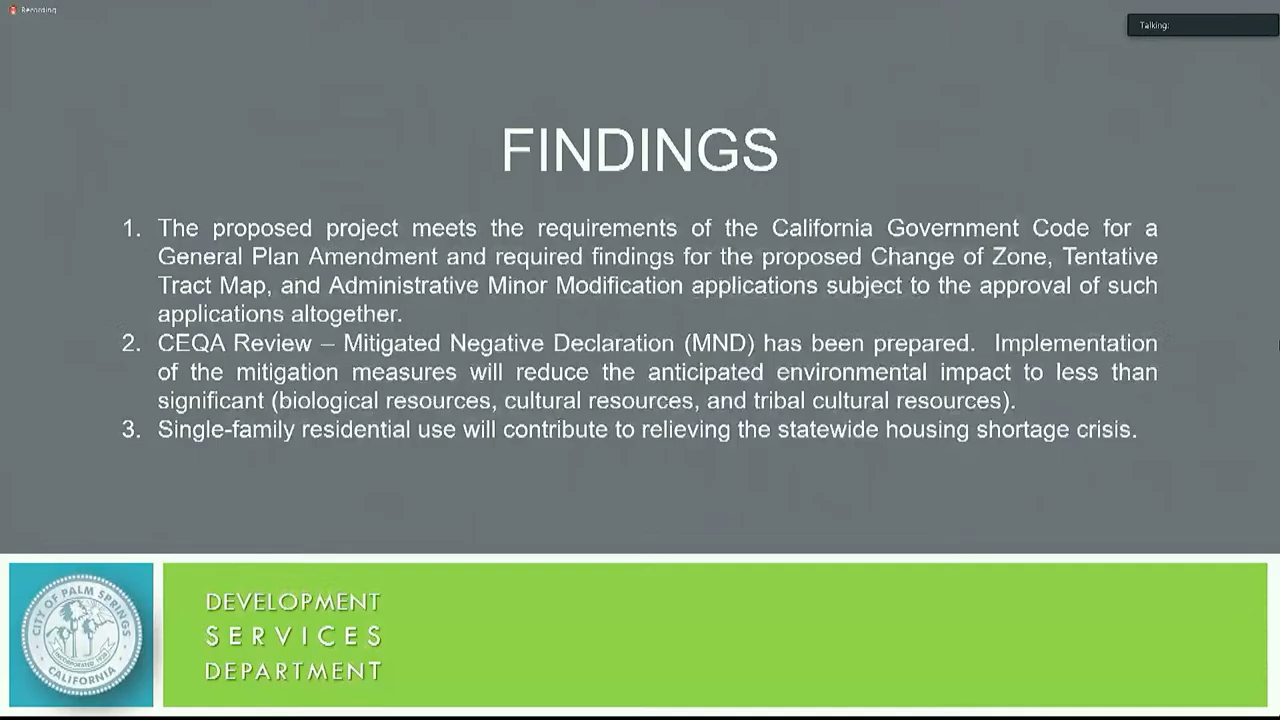 Recording
Talking:
FINDINGS
1. The proposed project meets the requirements of the California Government Code for a
General Plan Amendment and required findings for the proposed Change of Zone, Tentative
Tract Map, and Administrative Minor Modification applications subject to the approval of such
applications altogether.
2. CEQA Review – Mitigated Negative Declaration (MND) has been prepared. Implementation
of the mitigation measures will reduce the anticipated environmental impact to less than
significant (biological resources, cultural resources, and tribal cultural resources).
3. Single-family residential use will contribute to relieving the statewide housing shortage crisis.
CITY OF PALM SPRINGS
CALIFORNIA
DEVELOPMENT
SERVICES
DEPARTMENT